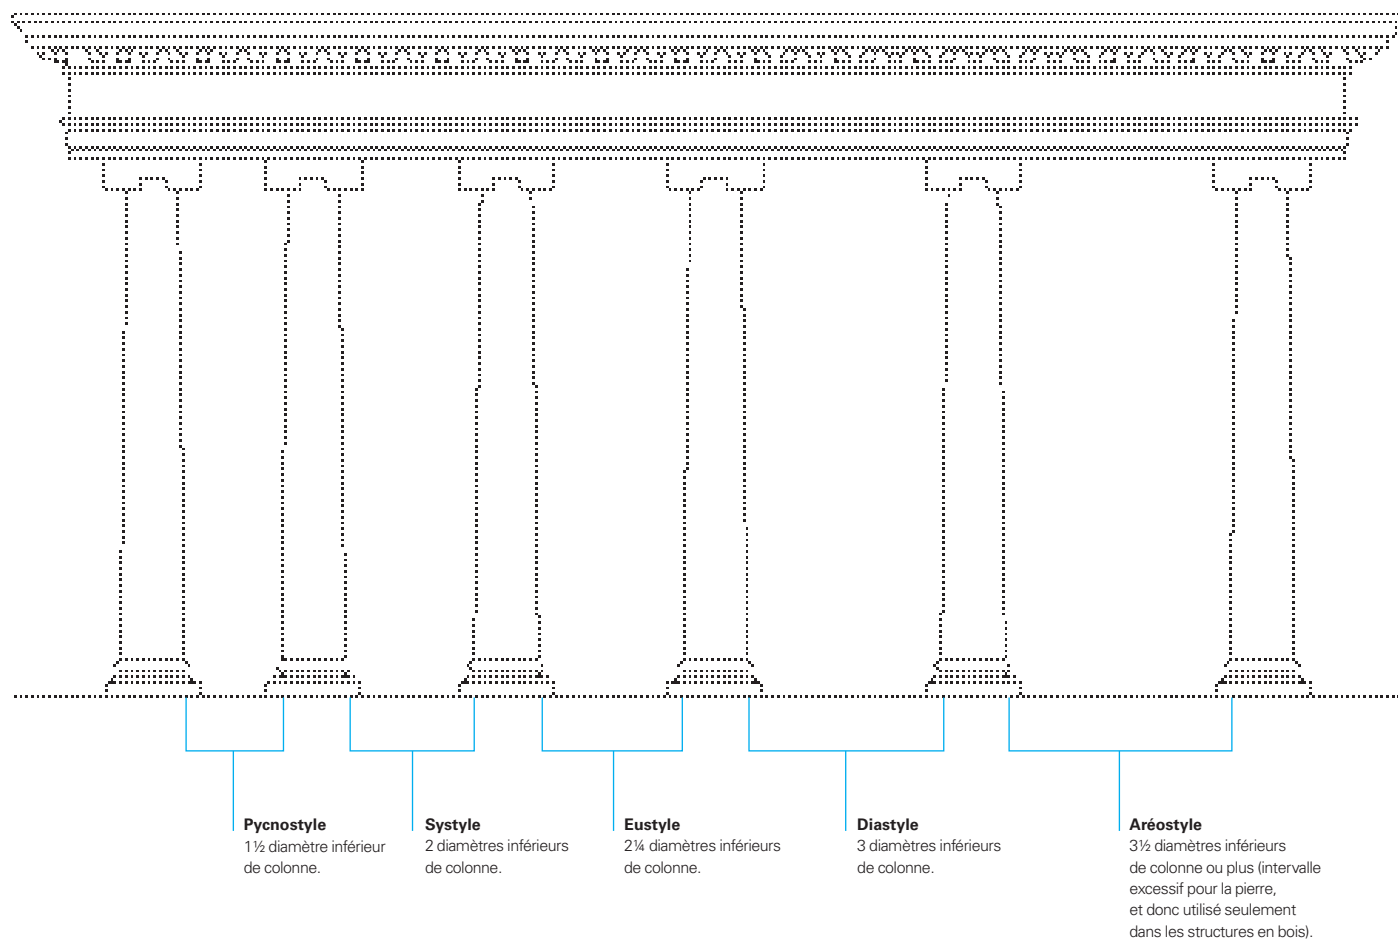 Pycnostyle
1 ½ diamètre inférieur
de colonne.
Systyle
2 diamètres inférieurs
de colonne.
Eustyle
2¼ diamètres inférieurs
de colonne.
Diastyle
3 diamètres inférieurs
de colonne.
Aréostyle
3½ diamètres inférieurs
de colonne ou plus (intervalle
excessif pour la pierre,
et donc utilisé seulement
dans les structures en bois).